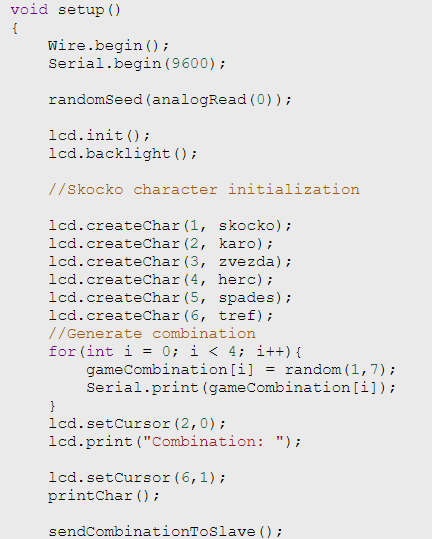 void setup()
{
    Wire.begin();
    Serial.begin(9600);

    randomSeed(analogRead(0));

    lcd.init();
    lcd.backlight();

    //Skocko character initialization

    lcd.createChar(1, skocko);
    lcd.createChar(2, karo);
    lcd.createChar(3, zvezda);
    lcd.createChar(4, herc);
    lcd.createChar(5, spades);
    lcd.createChar(6, tref);
    //Generate combination
    for(int i = 0; i < 4; i++){
        gameCombination[i] = random(1,7);
        Serial.print(gameCombination[i]);
    }
    lcd.setCursor(2,0);
    lcd.print("Combination: ");

    lcd.setCursor(6,1);
    printChar();

    sendCombinationToSlave();